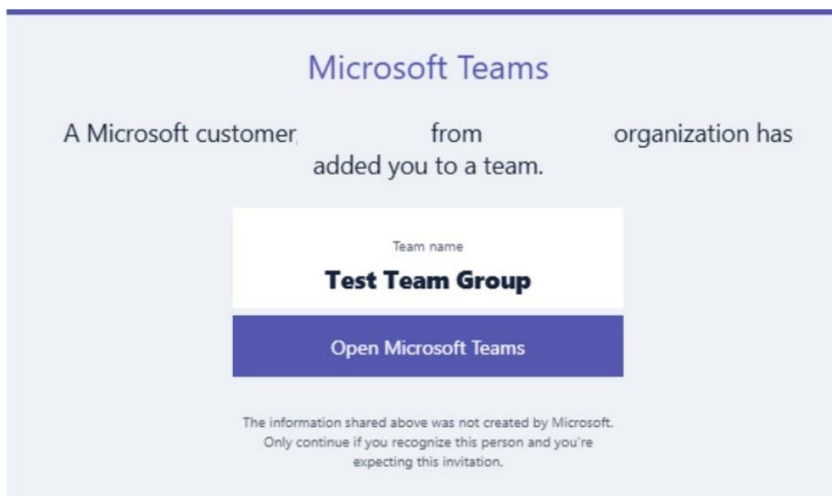 Microsoft Teams
A Microsoft customer, from organization has
added you to a team.
Team name
Test Team Group
Open Microsoft Teams
The information shared above was not created by Microsoft.
Only continue if you recognize this person and you're
expecting this invitation.